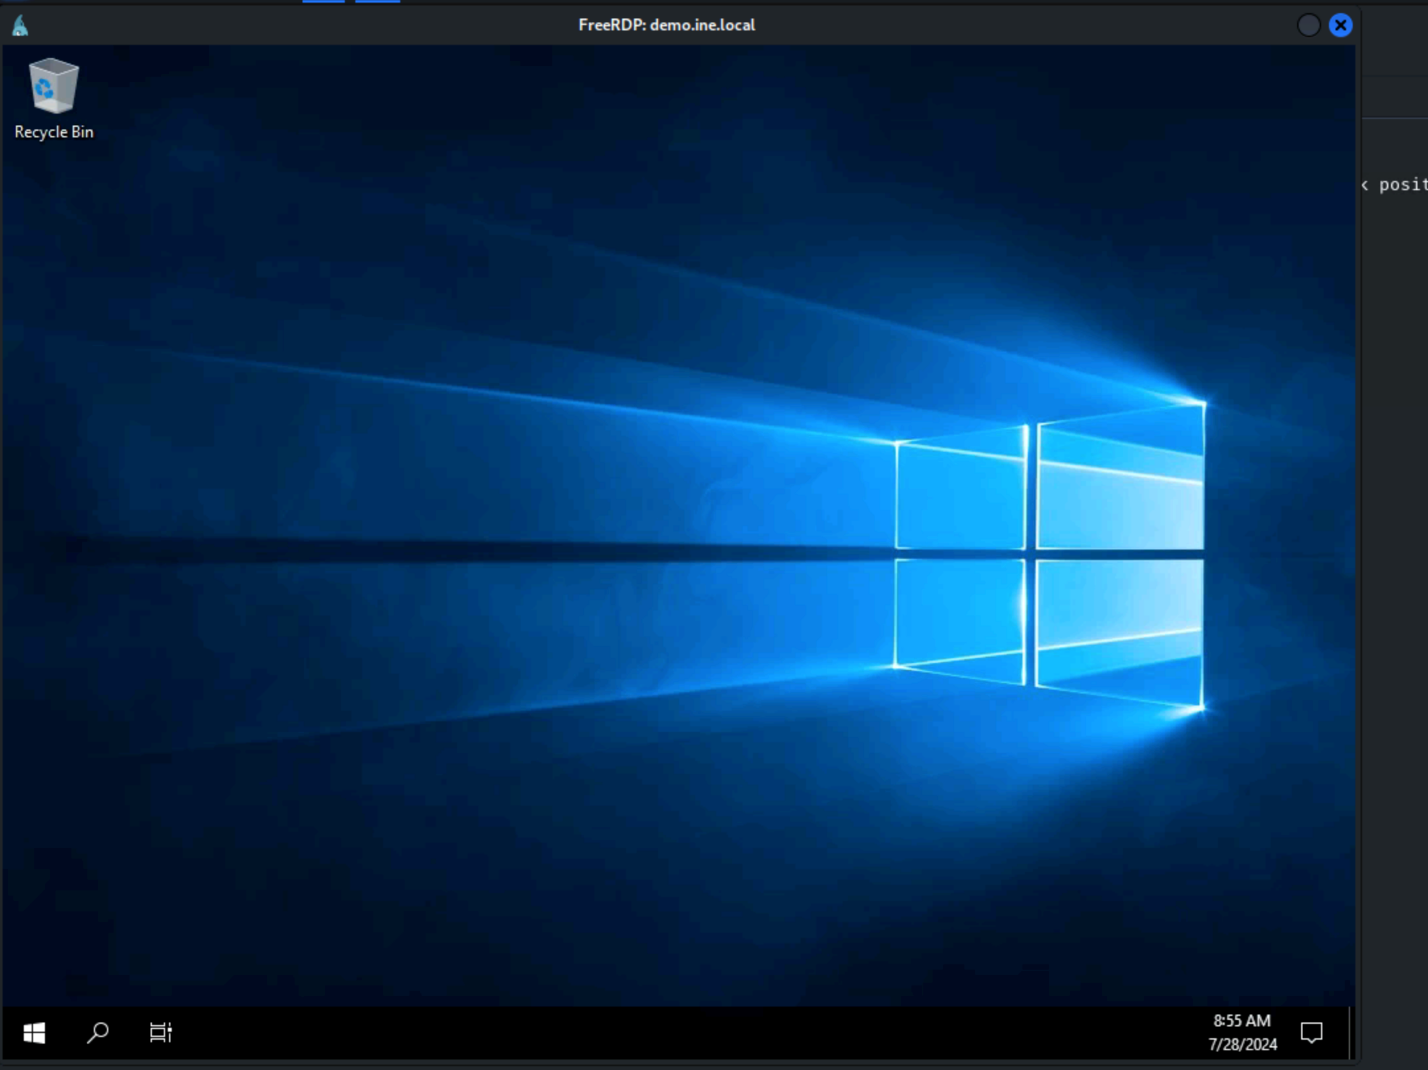 FreeRDP: demo.ine.local
Recycle Bin
posit
8:55 AM
7/28/2024